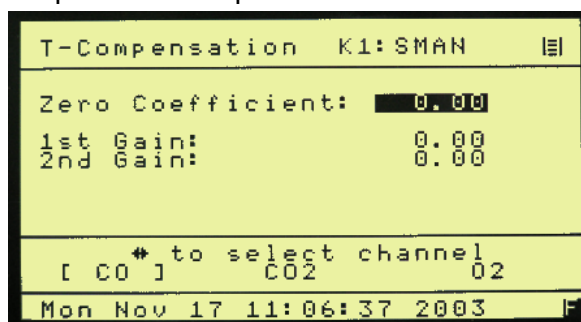 T-Compensation K1:SMAN
Zero Coefficient: 0.00
1st Gain: 0.00
2nd Gain: 0.00
to select channel
[ CO ] CO2 O2
Mon Nov 17 11:06:37 2003